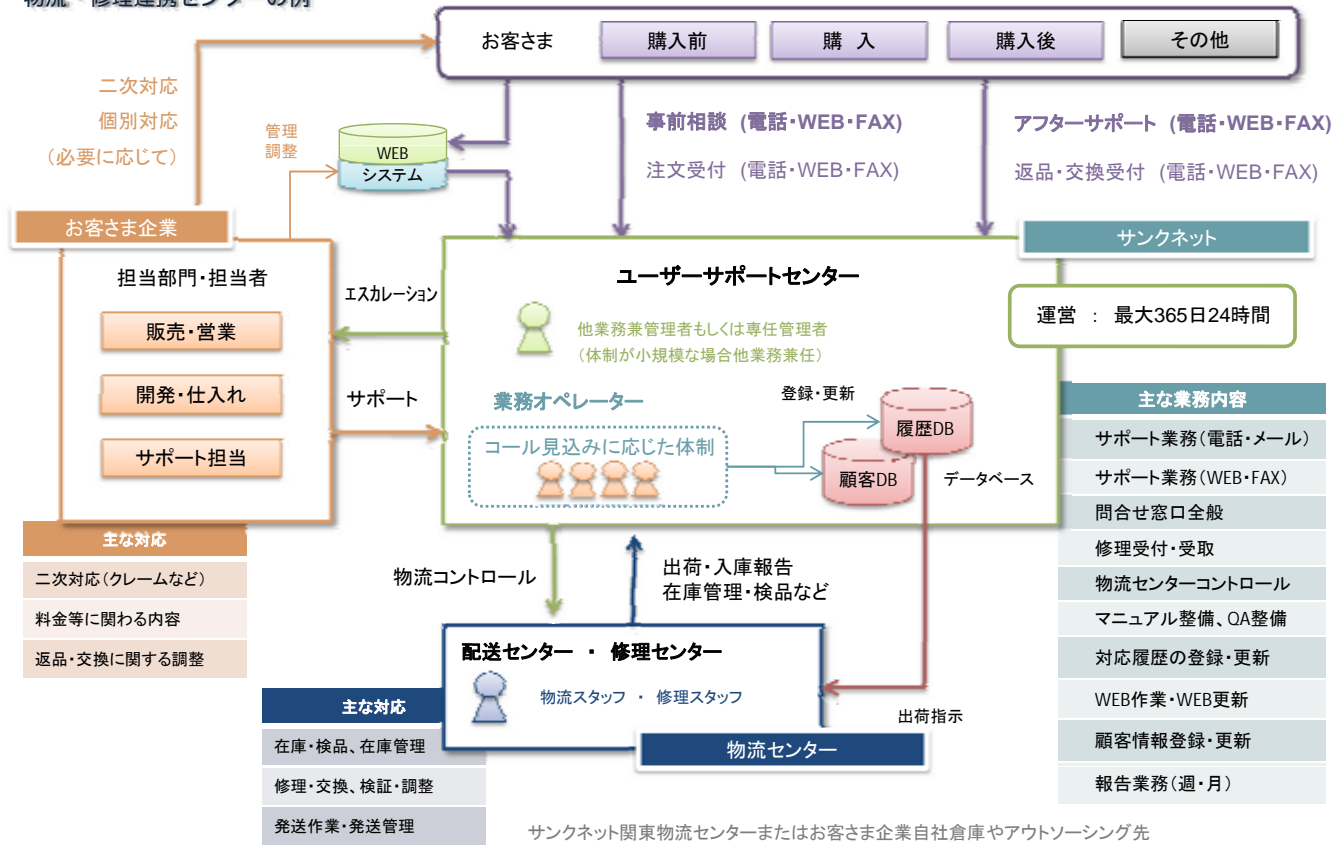 物流・修理連携センターの例
お客さま
購入前
購 入
購入後
その他
二次対応
個別対応
（必要に応じて）
管理
調整
WEB
システム
事前相談 (電話・WEB・FAX)
注文受付 (電話・WEB・FAX)
アフターサポート (電話・WEB・FAX)
返品・交換受付 (電話・WEB・FAX)
お客さま企業
担当部門・担当者
販売・営業
開発・仕入れ
サポート担当
エスカレーション
サポート
サンクネット
ユーザーサポートセンター
運営 ： 最大365日24時間
他業務兼管理者もしくは専任管理者
（体制が小規模な場合他業務兼任）
業務オペレーター
コール見込みに応じた体制
登録・更新
履歴DB
顧客DB
データベース
主な業務内容
サポート業務（電話・メール）
サポート業務（WEB・FAX）
問合せ窓口全般
修理受付・受取
物流センターコントロール
マニュアル整備、QA整備
対応履歴の登録・更新
WEB作業・WEB更新
顧客情報登録・更新
報告業務（週・月）
主な対応
二次対応（クレームなど）
料金等に関わる内容
返品・交換に関する調整
物流コントロール
出荷・入庫報告
在庫管理・検品など
配送センター ・ 修理センター
物流スタッフ ・ 修理スタッフ
物流センター
出荷指示
主な対応
在庫・検品、在庫管理
修理・交換、検証・調整
発送作業・発送管理
サンクネット関東物流センターまたはお客さま企業自社倉庫やアウトソーシング先